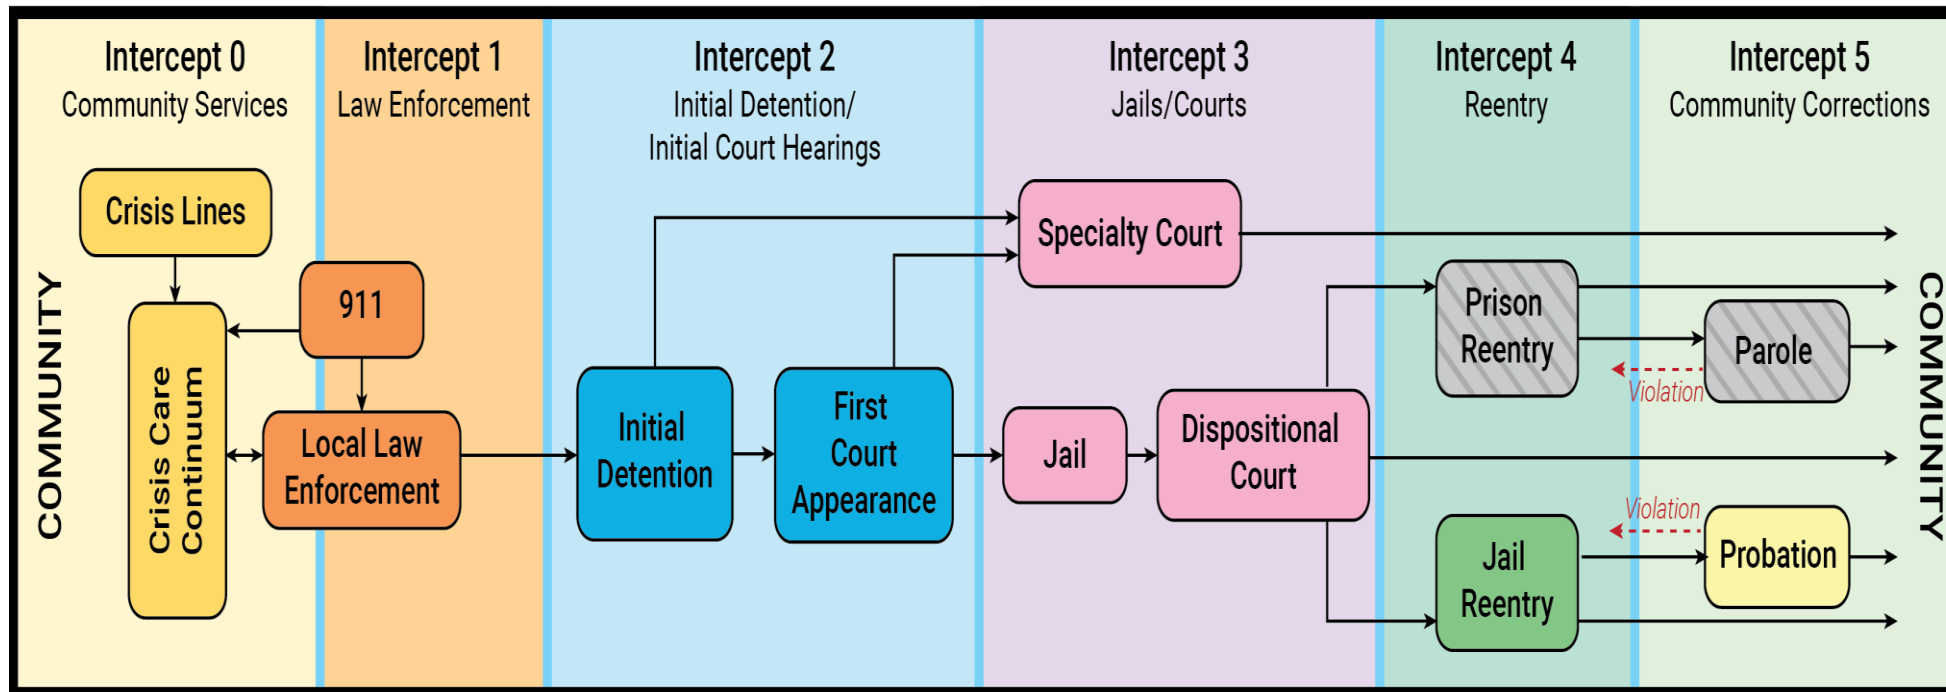 Intercept 0
Community Services
Intercept 1
Law Enforcement
Intercept 2
Initial Detention/
Initial Court Hearings
Intercept 3
Jails/Courts
Intercept 4
Reentry
Intercept 5
Community Corrections
COMMUNITY
Crisis Lines
911
Crisis Care
Continuum
Local Law
Enforcement
Initial
Detention
First
Court
Appearance
Specialty Court
Jail
Dispositional
Court
Prison
Reentry
Parole
Violation
Jail
Reentry
Violation
Probation
COMMUNITY